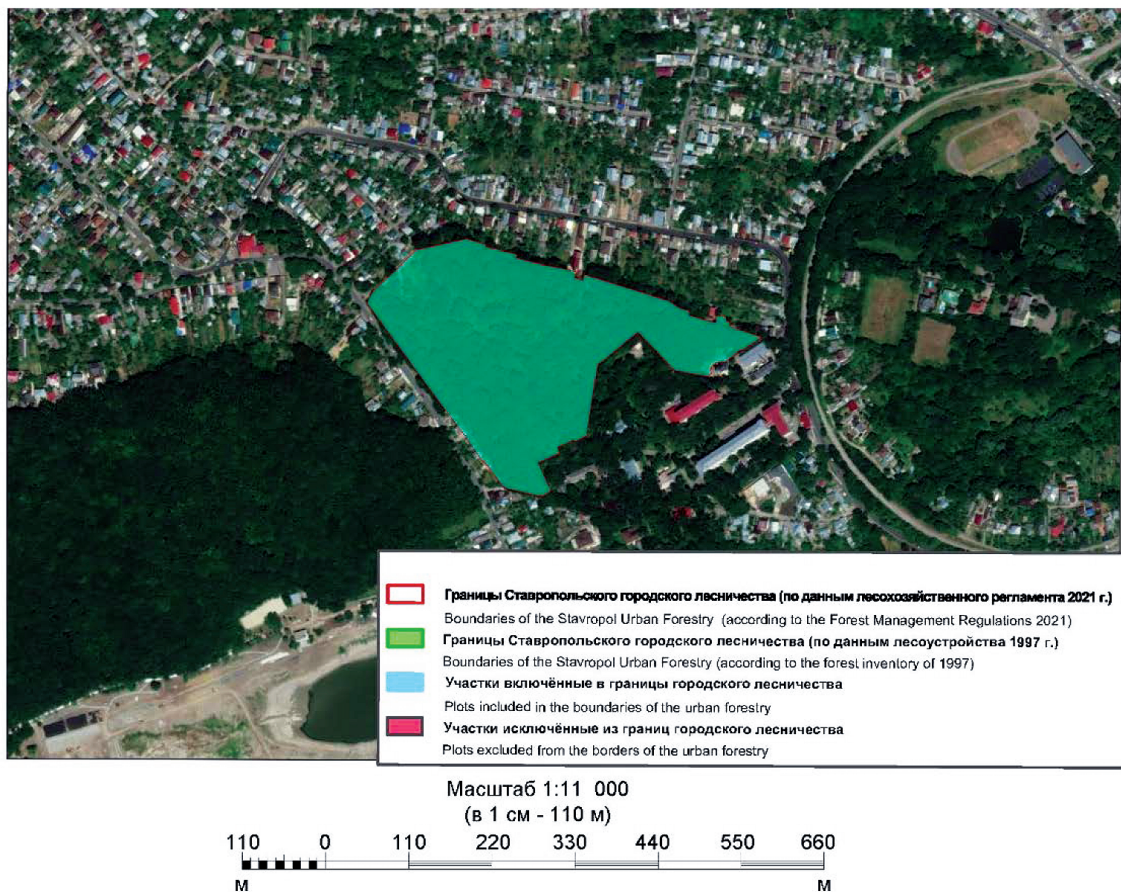 Границы Ставропольского городского лесничества (по данным лесохозяйственного регламента 2021 г.)
Boundaries of the Stavropol Urban Forestry (according to the Forest Management Regulations 2021)
Границы Ставропольского городского лесничества (по данным лесоустройства 1997 г.)
Boundaries of the Stavropol Urban Forestry (according to the forest inventory of 1997)
Участки включённые в границы городского лесничества
Plots included in the boundaries of the urban forestry
Участки исключённые из границ городского лесничества
Plots excluded from the borders of the urban forestry
Масштаб 1:11 000
(в 1 см - 110 м)
110 0 110 220 330 440 550 660
м м